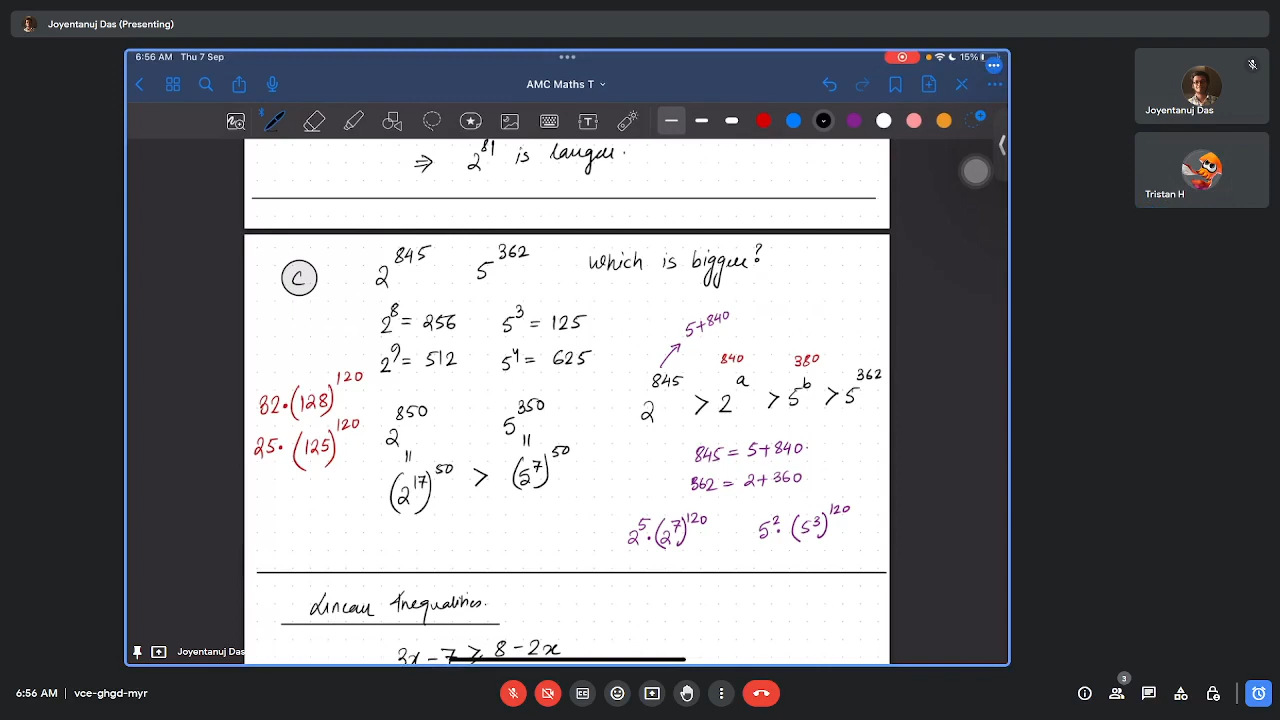 Joyentanuj Das (Presenting)
6:56 AM Thu 7 Sep
15%
AMC Maths T
⇒ 2^81 is larger.
C
2^845 5^362 which is bigger?
2^8 = 256 5^3 = 125
2^9 = 512 5^4 = 625
5+840
840 380
2^845 > 2^a > 5^b > 5^362
32·(128)^120
25·(125)^120
2^850 5^350
|| ||
(2^17)^50 > (5^7)^50
845 = 5+840.
362 = 2+360
2^5·(2^7)^120 5^2·(5^3)^120
Linear Inequalities.
3x-7 ≥ 8-2x
Joyentanuj Das
Joyentanuj Das
Tristan H
6:56 AM | vce-ghgd-myr
3